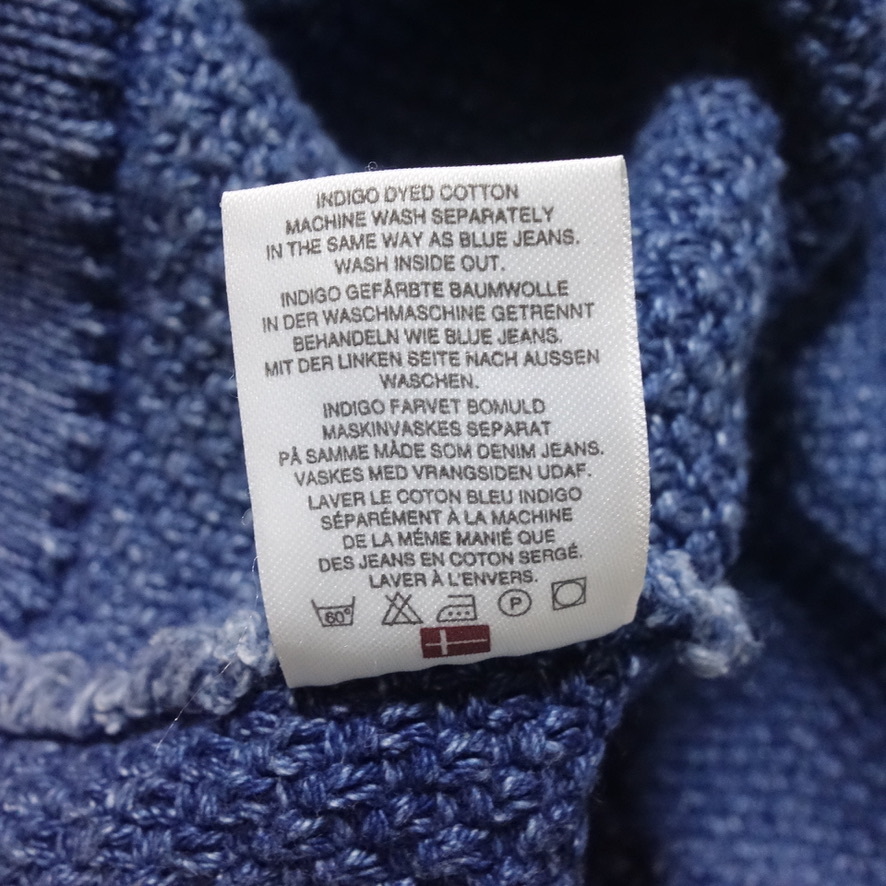 INDIGO DYED COTTON
MACHINE WASH SEPARATELY
IN THE SAME WAY AS BLUE JEANS.
WASH INSIDE OUT.
INDIGO GEFÅRBTE BAUMWOLLE
IN DER WASCHMASCHINE GETRENNT
BEHANDELN WIE BLUE JEANS.
MIT DER LINKEN SEITE NACH AUSSEN
WASCHEN.
INDIGO FARVET BOMULD
MASKINVASKES SEPARAT
PÅ SAMME MÅDE SOM DENIM JEANS.
VASKES MED VRANGSIDEN UDAF.
LAVER LE COTON BLEU INDIGO
SÉPARÉMENT À LA MACHINE
DE LA MÉME MANIÉ QUE
DES JEANS EN COTON SERGÉ.
LAVER À L'ENVERS.
60° P